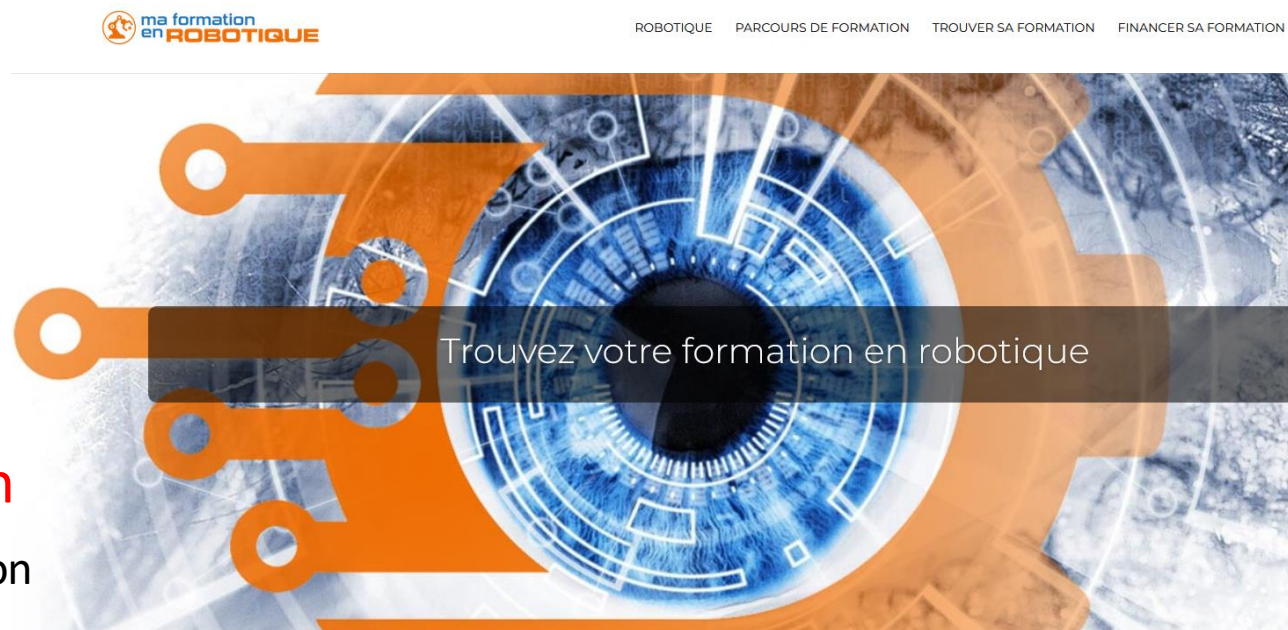 ma formation
en ROBOTIQUE
ROBOTIQUE PARCOURS DE FORMATION TROUVER SA FORMATION FINANCER SA FORMATION
Trouvez votre formation en robotique
n
on